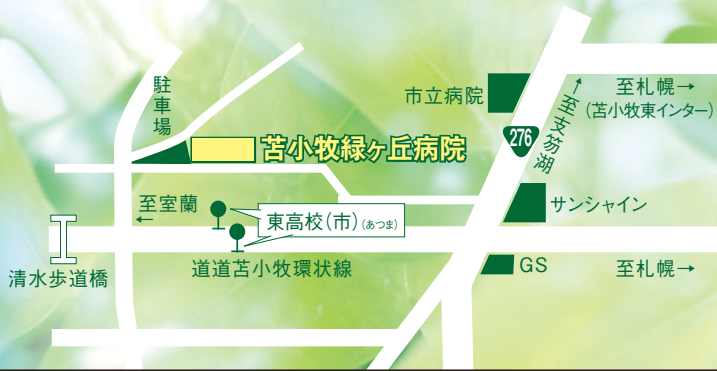 駐車場
市立病院
至札幌→
(苫小牧東インター)
↑至支笏湖
276
苫小牧緑ヶ丘病院
至室蘭
←
サンシャイン
東高校(市)(あつま)
清水歩道橋
道道苫小牧環状線
GS
至札幌→